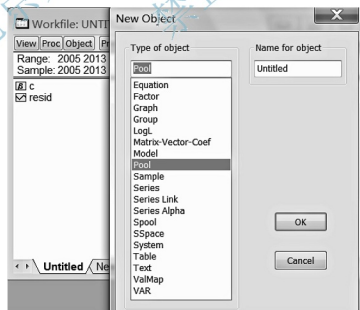 Workfile: UNTI
View Proc Object Pr
Range: 2005 2013
Sample: 2005 2013
c
resid
Untitled Ne
New Object
Type of object
Name for object
Pool
Untitled
Equation
Factor
Graph
Group
LogL
Matrix-Vector-Coef
Model
Pool
Sample
Series
Series Link
Series Alpha
Spool
SSpace
System
Table
Text
ValMap
VAR
OK
Cancel